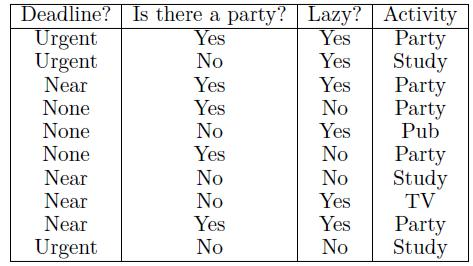 Deadline? Is there a party? Lazy? Activity
Urgent Yes Yes Party
Urgent No Yes Study
Near Yes Yes Party
None Yes No Party
None No Yes Pub
None Yes No Party
Near No No Study
Near No Yes TV
Near Yes Yes Party
Urgent No No Study